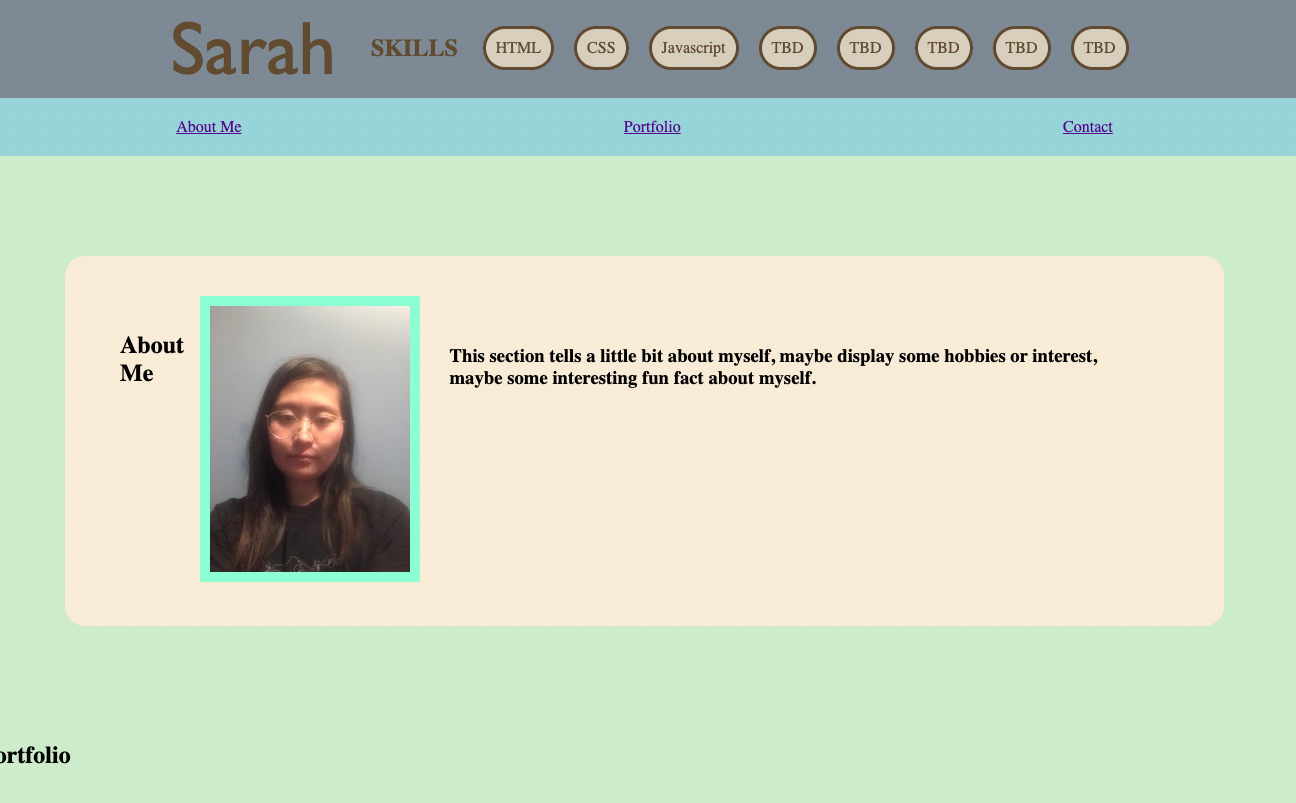 Sarah SKILLS HTML CSS Javascript TBD TBD TBD TBD TBD
About Me Portfolio Contact
About
Me
This section tells a little bit about myself, maybe display some hobbies or interest,
maybe some interesting fun fact about myself.
ortfolio